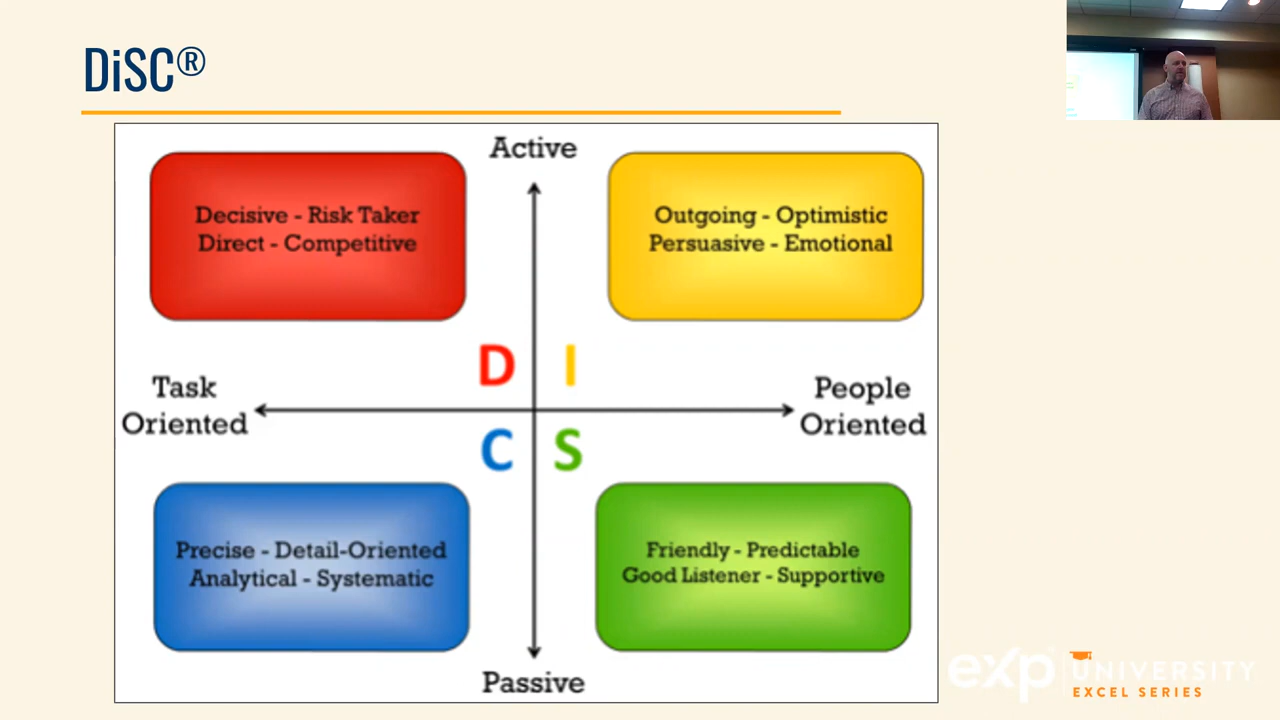 DiSC®
Active
Decisive - Risk Taker
Direct - Competitive
Outgoing - Optimistic
Persuasive - Emotional
D I
Task
Oriented
People
Oriented
C S
Precise - Detail-Oriented
Analytical - Systematic
Friendly - Predictable
Good Listener - Supportive
Passive
exp UNIVERSITY
EXCEL SERIES